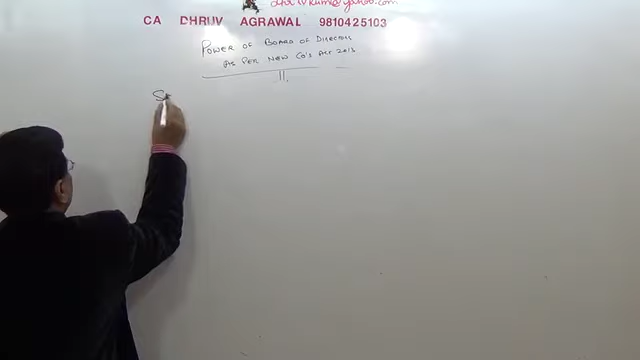 CA DHRUV AGRAWAL 9810425103
POWER OF BOARD OF DIRECTORS
AS PER NEW CO'S ACT 2013